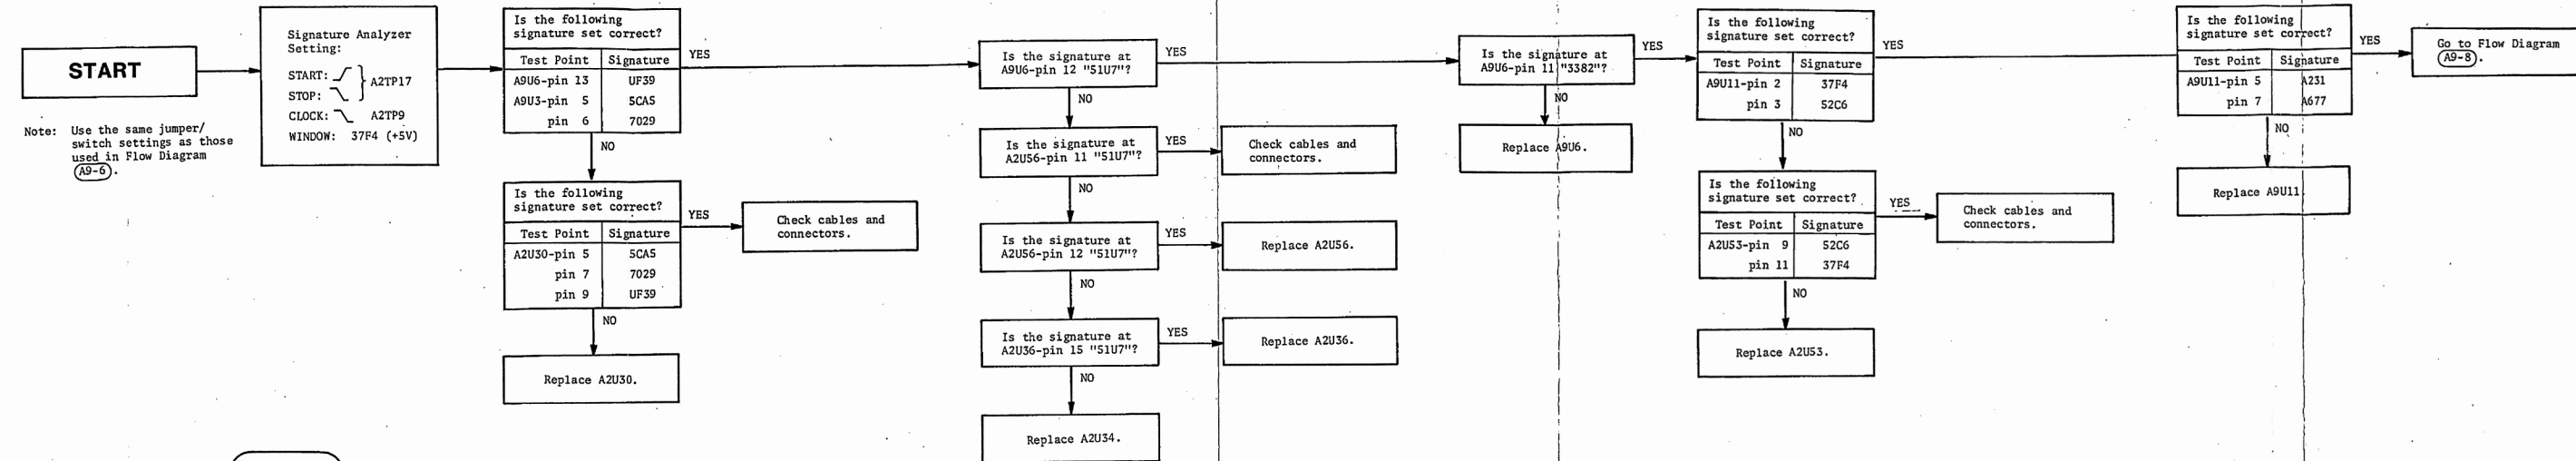 START
Note: Use the same jumper/
switch settings as those
used in Flow Diagram
A9-6.
Signature Analyzer
Setting:
START:
STOP:
A2TP17
CLOCK: A2TP9
WINDOW: 37F4 (+5V)
Is the following
signature set correct?
Test Point Signature
A9U6-pin 13 UF39
A9U3-pin 5 5CA5
pin 6 7029
YES
NO
Is the following
signature set correct?
Test Point Signature
A2U30-pin 5 5CA5
pin 7 7029
pin 9 UF39
YES
Check cables and
connectors.
NO
Replace A2U30.
Is the signature at
A9U6-pin 12 "51U7"?
YES
NO
Is the signature at
A2U56-pin 11 "51U7"?
YES
Check cables and
connectors.
NO
Is the signature at
A2U56-pin 12 "51U7"?
YES
Replace A2U56.
NO
Is the signature at
A2U36-pin 15 "51U7"?
YES
Replace A2U36.
NO
Replace A2U34.
Is the signature at
A9U6-pin 11 "3382"?
YES
NO
Replace A9U6.
Is the following
signature set correct?
Test Point Signature
A9U11-pin 2 37F4
pin 3 52C6
YES
NO
Is the following
signature set correct?
Test Point Signature
A2U53-pin 9 52C6
pin 11 37F4
YES
Check cables and
connectors.
NO
Replace A2U53.
Is the following
signature set correct?
Test Point Signature
A9U11-pin 5 A231
pin 7 A677
YES
NO
Replace A9U11
Go to Flow Diagram
A9-8.